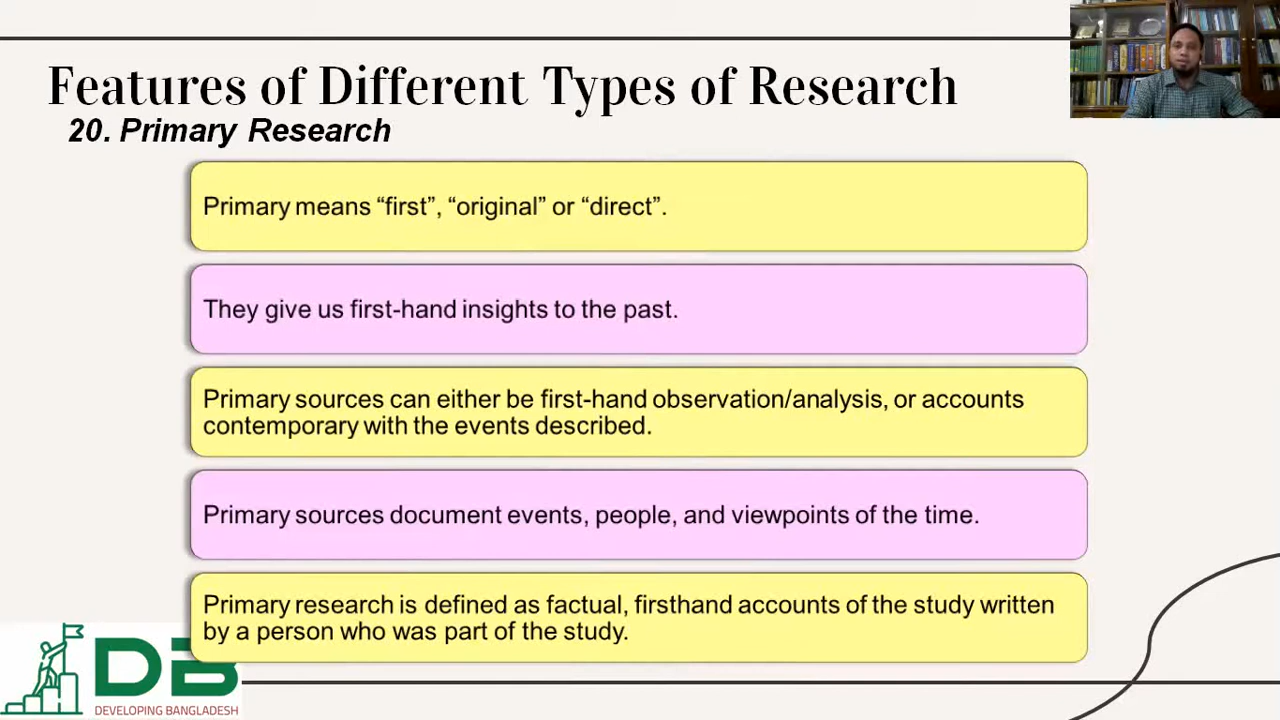 Features of Different Types of Research
20. Primary Research
Primary means “first”, “original” or “direct”.
They give us first-hand insights to the past.
Primary sources can either be first-hand observation/analysis, or accounts
contemporary with the events described.
Primary sources document events, people, and viewpoints of the time.
Primary research is defined as factual, firsthand accounts of the study written
by a person who was part of the study.
DB
DEVELOPING BANGLADESH